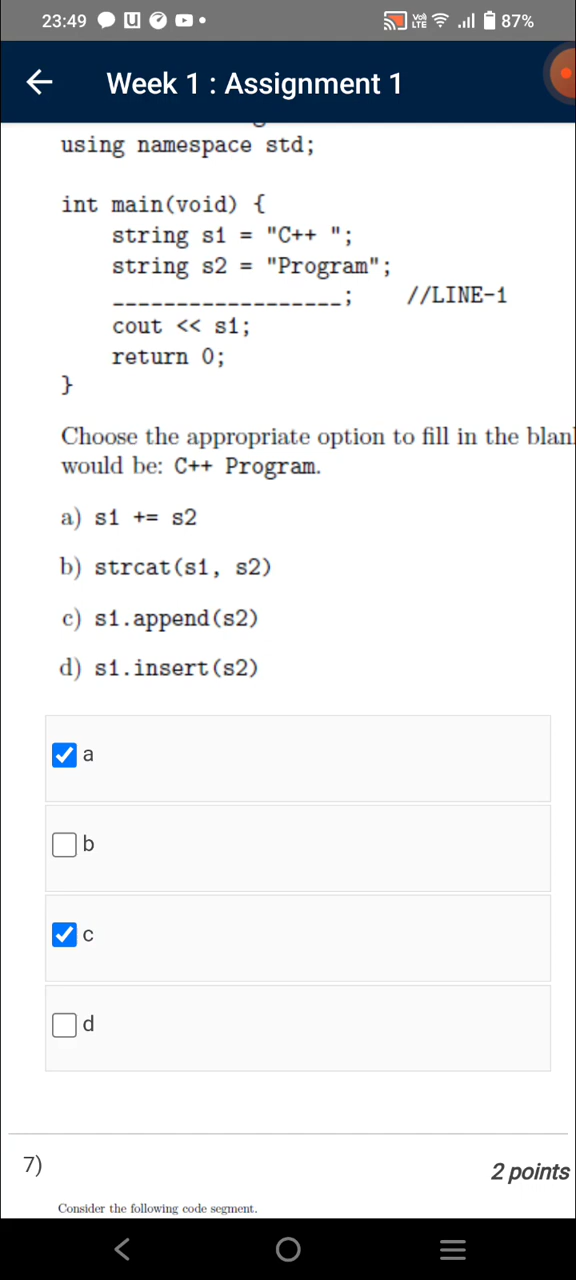 23:49
87%
Week 1 : Assignment 1
using namespace std;
int main(void) {
string s1 = "C++ ";
string s2 = "Program";
__________________; //LINE-1
cout << s1;
return 0;
}
Choose the appropriate option to fill in the blan
would be: C++ Program.
a) s1 += s2
b) strcat(s1, s2)
c) s1.append(s2)
d) s1.insert(s2)
a
b
c
d
7)
2 points
Consider the following code segment.